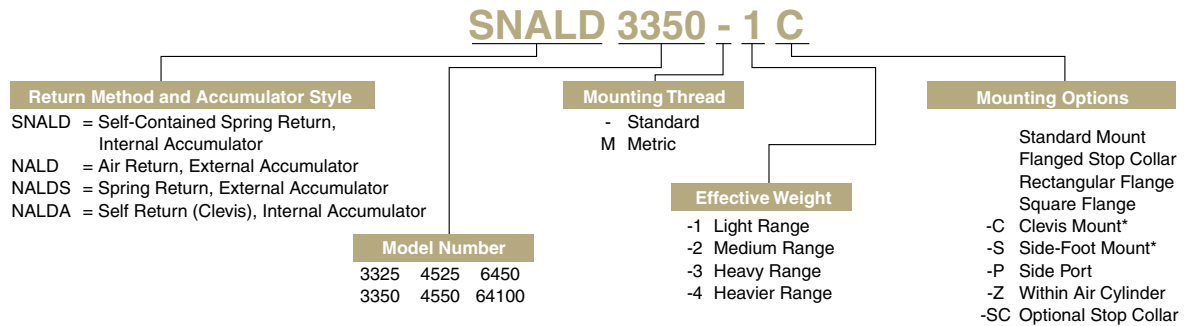 SNALD 3350 - 1 C
Return Method and Accumulator Style
SNALD = Self-Contained Spring Return,
Internal Accumulator
NALD = Air Return, External Accumulator
NALDS = Spring Return, External Accumulator
NALDA = Self Return (Clevis), Internal Accumulator
Model Number
3325 4525 6450
3350 4550 64100
Mounting Thread
- Standard
M Metric
Effective Weight
-1 Light Range
-2 Medium Range
-3 Heavy Range
-4 Heavier Range
Mounting Options
Standard Mount
Flanged Stop Collar
Rectangular Flange
Square Flange
-C Clevis Mount*
-S Side-Foot Mount*
-P Side Port
-Z Within Air Cylinder
-SC Optional Stop Collar